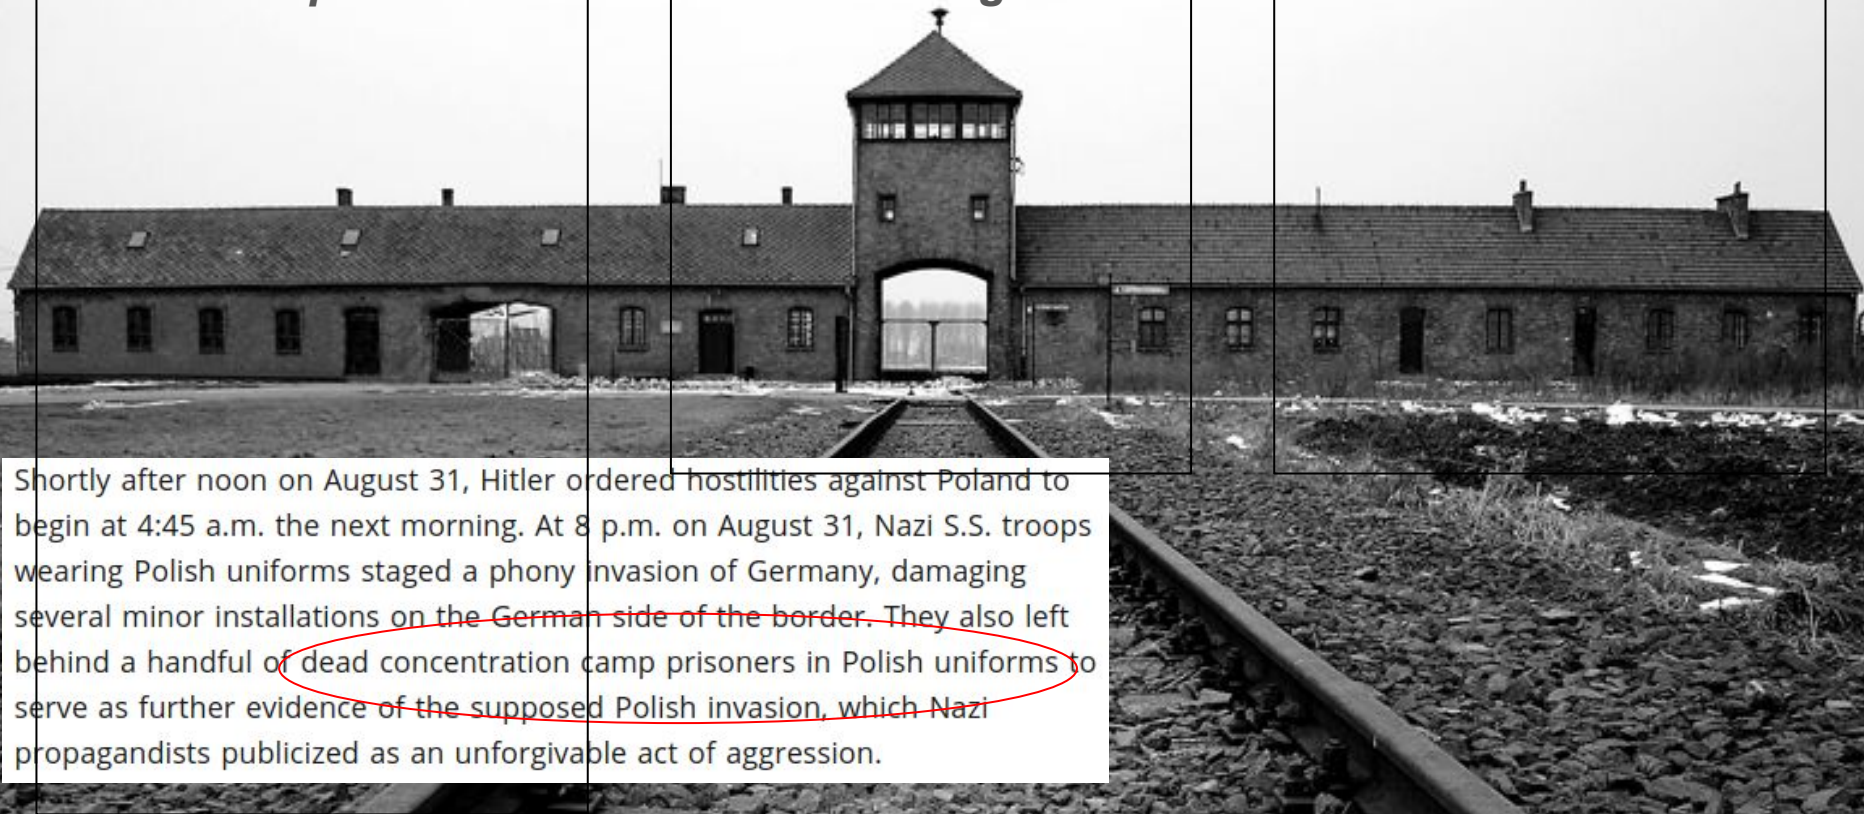 Shortly after noon on August 31, Hitler ordered hostilities against Poland to
begin at 4:45 a.m. the next morning. At 8 p.m. on August 31, Nazi S.S. troops
wearing Polish uniforms staged a phony invasion of Germany, damaging
several minor installations on the German side of the border. They also left
behind a handful of dead concentration camp prisoners in Polish uniforms to
serve as further evidence of the supposed Polish invasion, which Nazi
propagandists publicized as an unforgivable act of aggression.